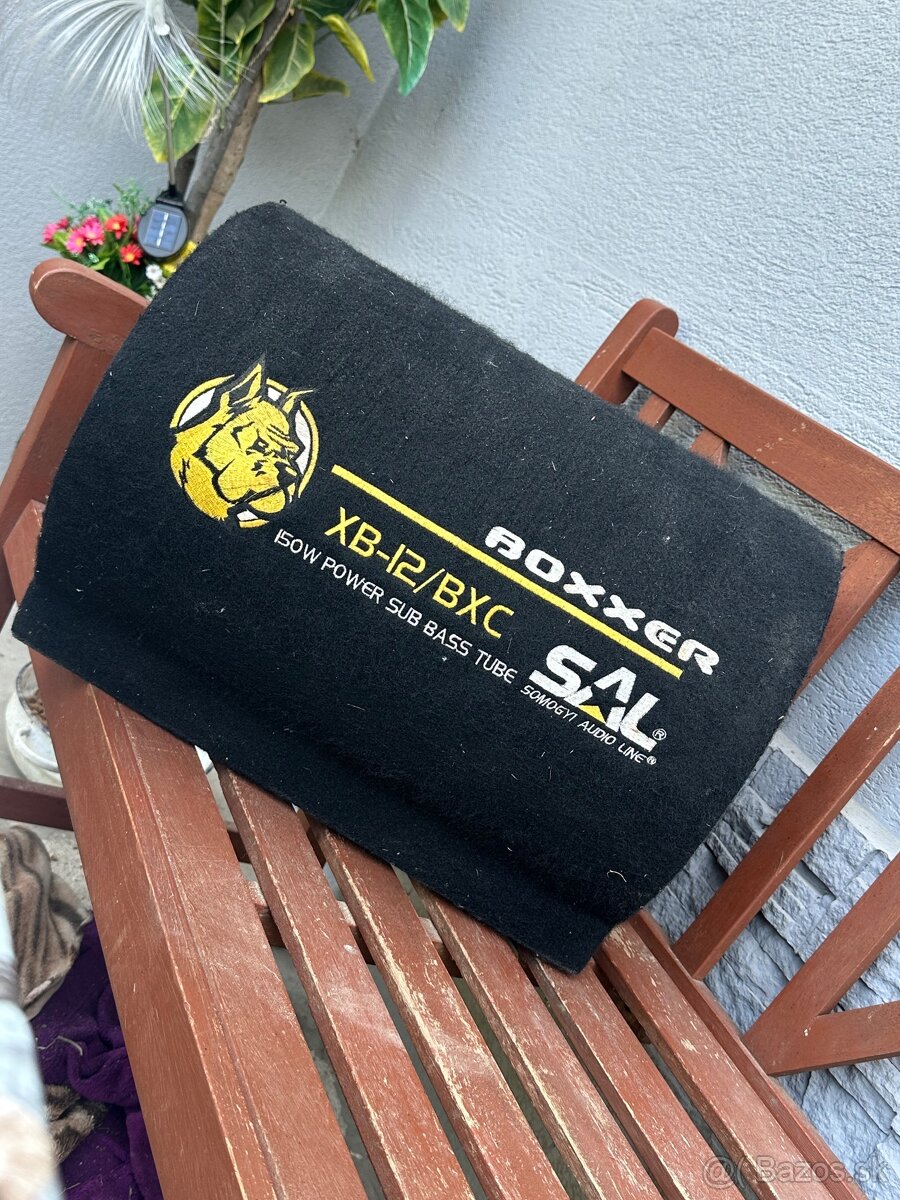 BOXXER
XB-12/BXC
150W POWER SUB BASS TUBE
SAL®
SOMOGYI AUDIO LINE®
@Bazos.sk